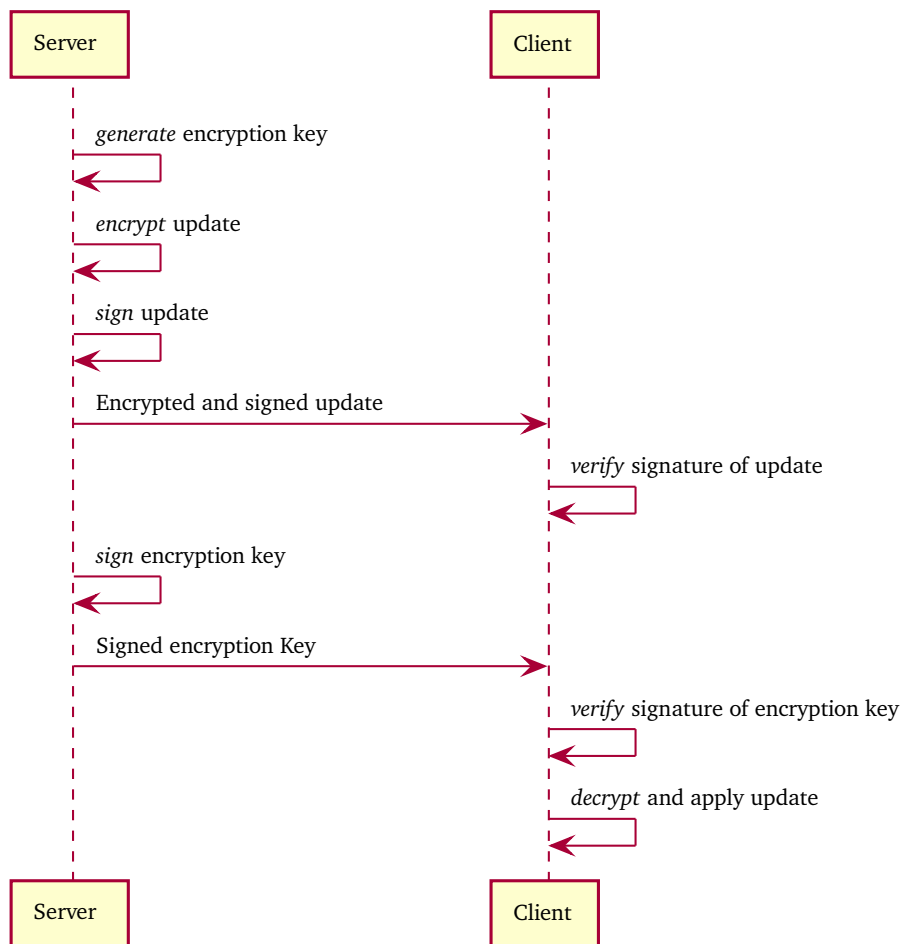 Server
Client
generate encryption key
encrypt update
sign update
Encrypted and signed update
verify signature of update
sign encryption key
Signed encryption Key
verify signature of encryption key
decrypt and apply update
Server
Client